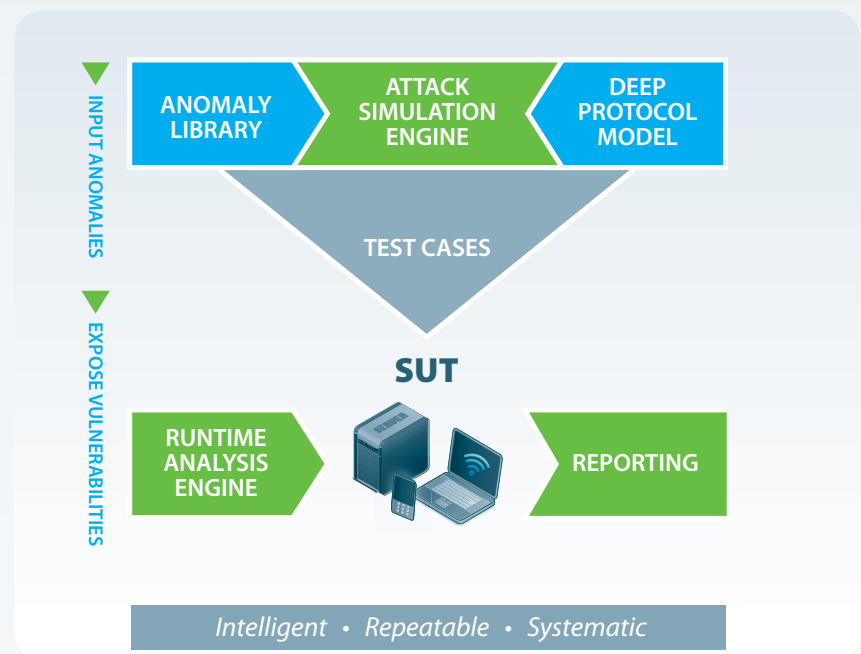 INPUT ANOMALIES
ANOMALY
LIBRARY
ATTACK
SIMULATION
ENGINE
DEEP
PROTOCOL
MODEL
TEST CASES
EXPOSE VULNERABILITIES
SUT
RUNTIME
ANALYSIS
ENGINE
SERVER
REPORTING
Intelligent • Repeatable • Systematic